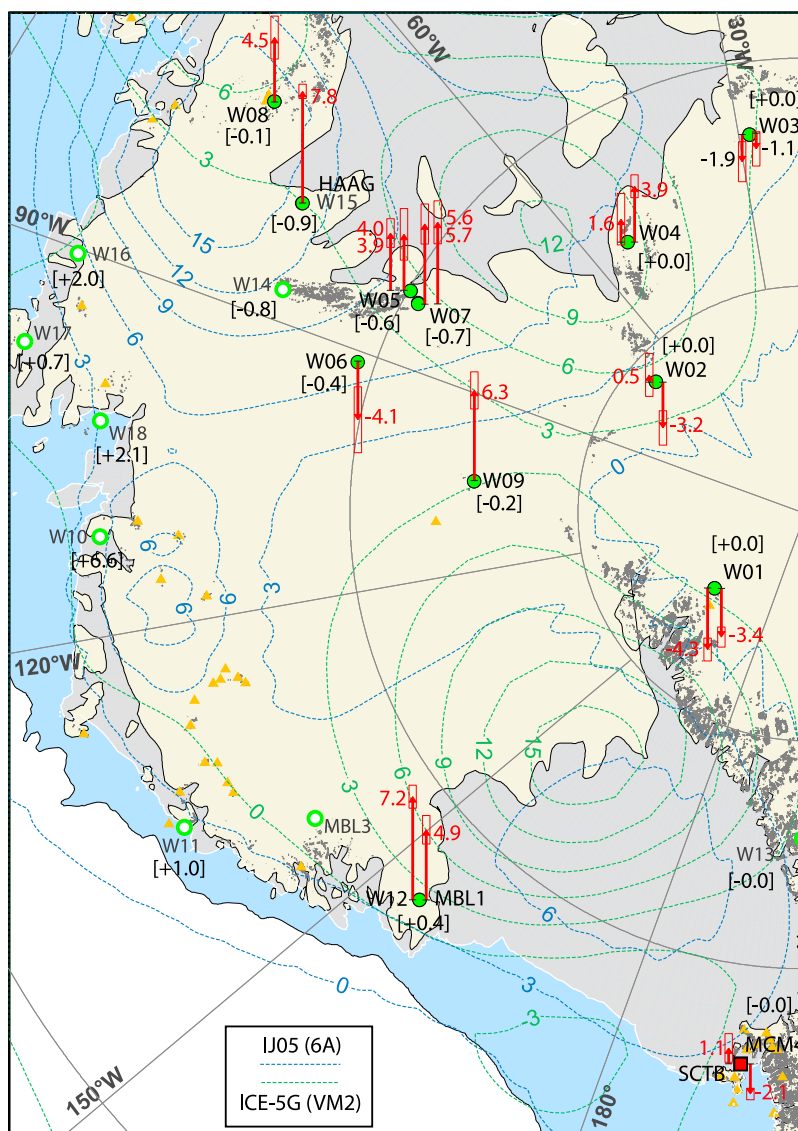 60°W
30°W
4.5
6
W08
[-0.1]
7.8
[+0.0]
W03
-1.1
-1.9
3
HAAG
W15
[-0.9]
90°W
W16
[+2.0]
15
12
9
6
3
W14
[-0.8]
4.0
3.9
5.6
5.7
W05
[-0.6]
W07
[-0.7]
12
9
6
3
3.9
1.6
W04
[+0.0]
W17
[+0.7]
W18
[+2.1]
W06
[-0.4]
-4.1
6.3
W09
[-0.2]
[+0.0]
W02
0.5
-3.2
0
W10
[+6.6]
6
6
6
3
[+0.0]
W01
-4.3
-3.4
120°W
15
12
9
6
3
0
W11
[+1.0]
MBL3
7.2
4.9
W12
MBL1
[+0.4]
W13
[-0.0]
6
3
0
-3
[-0.0]
MCM4
SCTB
1.1
-2.1
150°W
180°
IJ05 (6A)
ICE-5G (VM2)